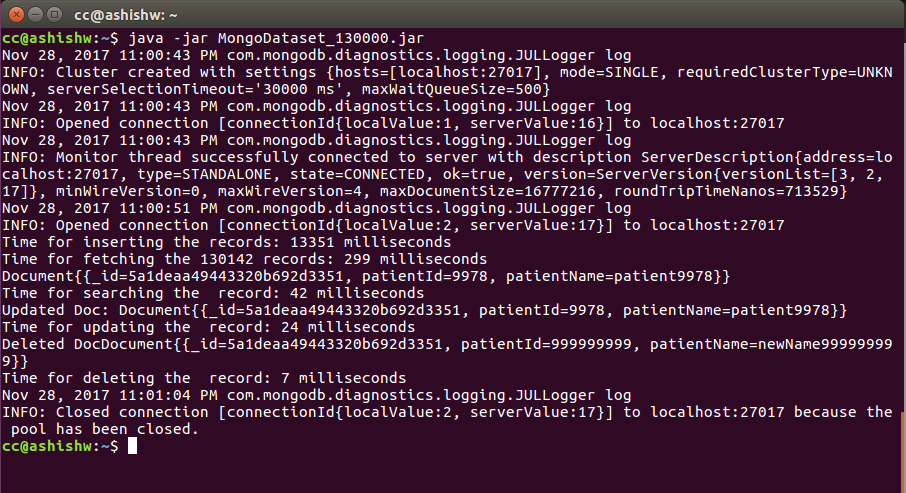 cc@ashishw: ~
cc@ashishw:~$ java -jar MongoDataset_130000.jar
Nov 28, 2017 11:00:43 PM com.mongodb.diagnostics.logging.JULLogger log
INFO: Cluster created with settings {hosts=[localhost:27017], mode=SINGLE, requiredClusterType=UNKN
OWN, serverSelectionTimeout='30000 ms', maxWaitQueueSize=500}
Nov 28, 2017 11:00:43 PM com.mongodb.diagnostics.logging.JULLogger log
INFO: Opened connection [connectionId{localValue:1, serverValue:16}] to localhost:27017
Nov 28, 2017 11:00:43 PM com.mongodb.diagnostics.logging.JULLogger log
INFO: Monitor thread successfully connected to server with description ServerDescription{address=lo
calhost:27017, type=STANDALONE, state=CONNECTED, ok=true, version=ServerVersion{versionList=[3, 2,
17]}, minWireVersion=0, maxWireVersion=4, maxDocumentSize=16777216, roundTripTimeNanos=713529}
Nov 28, 2017 11:00:51 PM com.mongodb.diagnostics.logging.JULLogger log
INFO: Opened connection [connectionId{localValue:2, serverValue:17}] to localhost:27017
Time for inserting the records: 13351 milliseconds
Time for fetching the 130142 records: 299 milliseconds
Document{{_id=5a1deaa49443320b692d3351, patientId=9978, patientName=patient9978}}
Time for searching the  record: 42 milliseconds
Updated Doc: Document{{_id=5a1deaa49443320b692d3351, patientId=9978, patientName=patient9978}}
Time for updating the  record: 24 milliseconds
Deleted DocDocument{{_id=5a1deaa49443320b692d3351, patientId=999999999, patientName=newName99999999
9}}
Time for deleting the  record: 7 milliseconds
Nov 28, 2017 11:01:04 PM com.mongodb.diagnostics.logging.JULLogger log
INFO: Closed connection [connectionId{localValue:2, serverValue:17}] to localhost:27017 because the
 pool has been closed.
cc@ashishw:~$